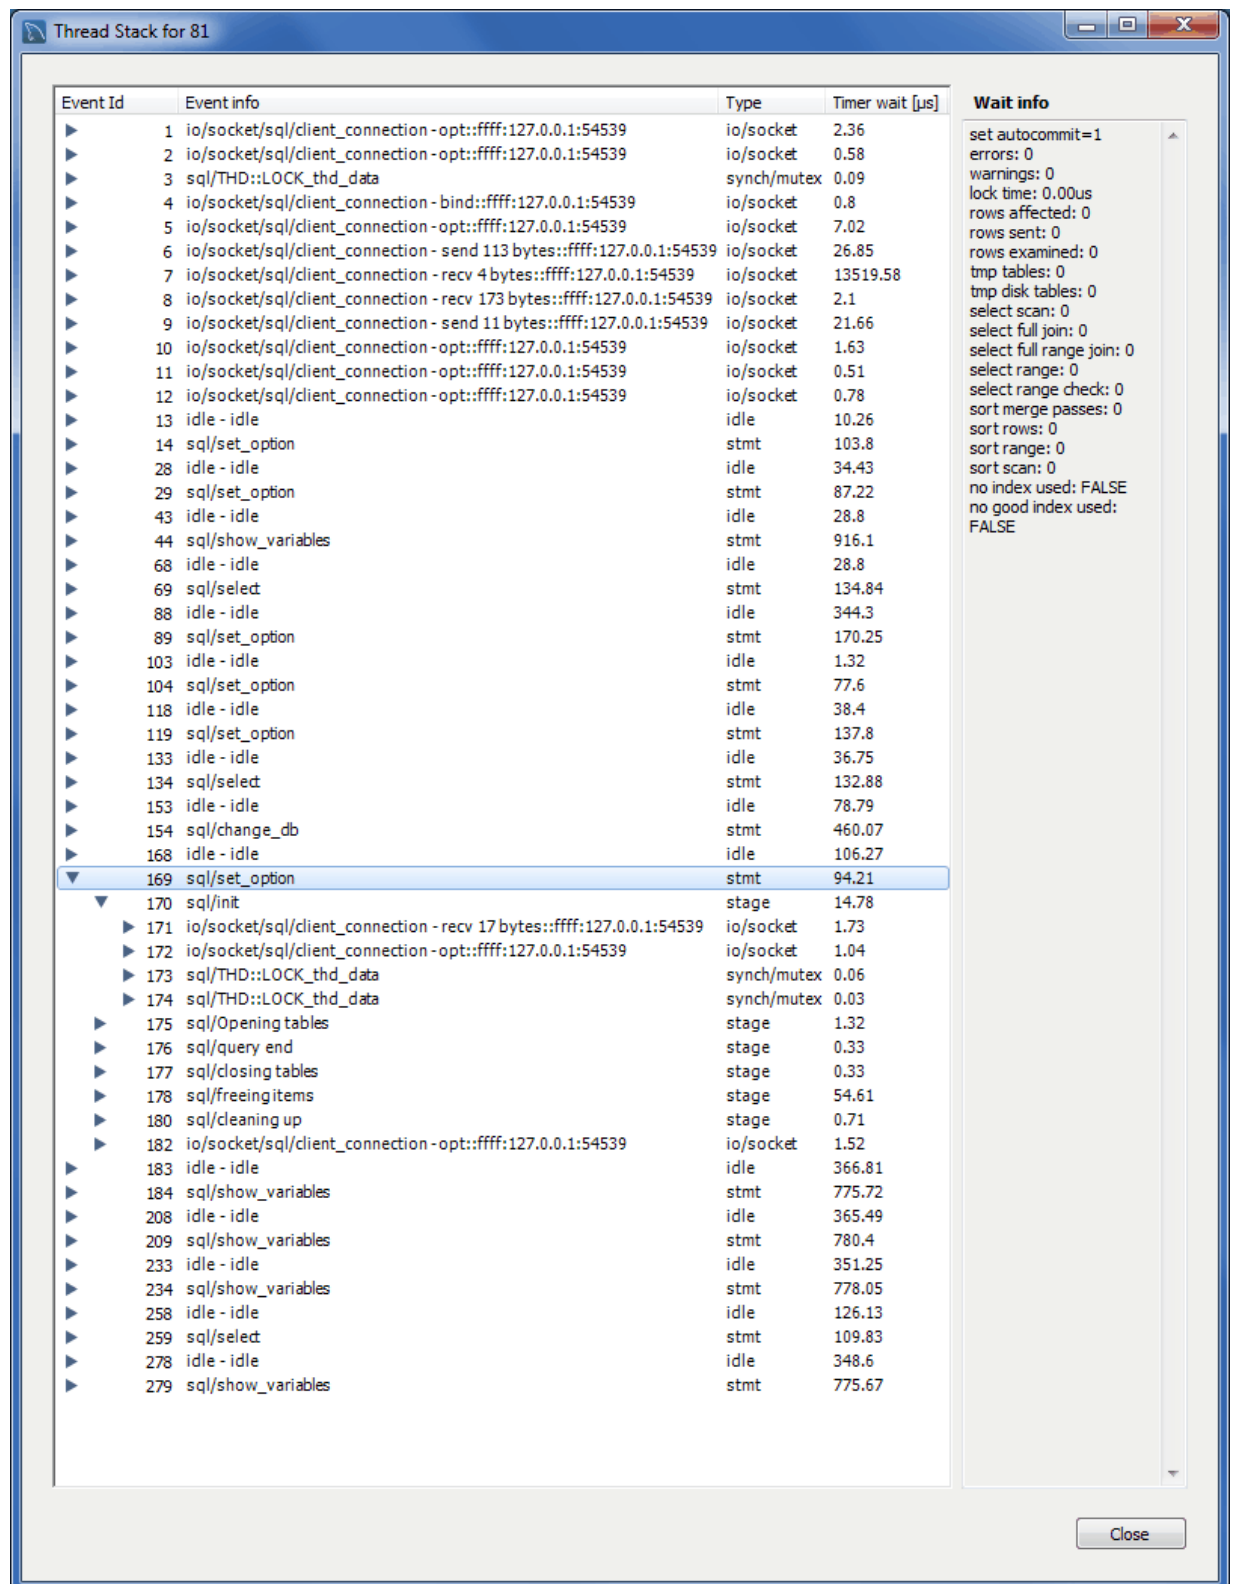 Thread Stack for 81
Event Id Event info Type Timer wait [µs]
1 io/socket/sql/client_connection - opt::ffff:127.0.0.1:54539 io/socket 2.36
2 io/socket/sql/client_connection - opt::ffff:127.0.0.1:54539 io/socket 0.58
3 sql/THD::LOCK_thd_data synch/mutex 0.09
4 io/socket/sql/client_connection - bind::ffff:127.0.0.1:54539 io/socket 0.8
5 io/socket/sql/client_connection - opt::ffff:127.0.0.1:54539 io/socket 7.02
6 io/socket/sql/client_connection - send 113 bytes::ffff:127.0.0.1:54539 io/socket 26.85
7 io/socket/sql/client_connection - recv 4 bytes::ffff:127.0.0.1:54539 io/socket 13519.58
8 io/socket/sql/client_connection - recv 173 bytes::ffff:127.0.0.1:54539 io/socket 2.1
9 io/socket/sql/client_connection - send 11 bytes::ffff:127.0.0.1:54539 io/socket 21.66
10 io/socket/sql/client_connection - opt::ffff:127.0.0.1:54539 io/socket 1.63
11 io/socket/sql/client_connection - opt::ffff:127.0.0.1:54539 io/socket 0.51
12 io/socket/sql/client_connection - opt::ffff:127.0.0.1:54539 io/socket 0.78
13 idle - idle idle 10.26
14 sql/set_option stmt 103.8
28 idle - idle idle 34.43
29 sql/set_option stmt 87.22
43 idle - idle idle 28.8
44 sql/show_variables stmt 916.1
68 idle - idle idle 28.8
69 sql/select stmt 134.84
88 idle - idle idle 344.3
89 sql/set_option stmt 170.25
103 idle - idle idle 1.32
104 sql/set_option stmt 77.6
118 idle - idle idle 38.4
119 sql/set_option stmt 137.8
133 idle - idle idle 36.75
134 sql/select stmt 132.88
153 idle - idle idle 78.79
154 sql/change_db stmt 460.07
168 idle - idle idle 106.27
169 sql/set_option stmt 94.21
170 sql/init stage 14.78
171 io/socket/sql/client_connection - recv 17 bytes::ffff:127.0.0.1:54539 io/socket 1.73
172 io/socket/sql/client_connection - opt::ffff:127.0.0.1:54539 io/socket 1.04
173 sql/THD::LOCK_thd_data synch/mutex 0.06
174 sql/THD::LOCK_thd_data synch/mutex 0.03
175 sql/Opening tables stage 1.32
176 sql/query end stage 0.33
177 sql/closing tables stage 0.33
178 sql/freeing items stage 54.61
180 sql/cleaning up stage 0.71
182 io/socket/sql/client_connection - opt::ffff:127.0.0.1:54539 io/socket 1.52
183 idle - idle idle 366.81
184 sql/show_variables stmt 775.72
208 idle - idle idle 365.49
209 sql/show_variables stmt 780.4
233 idle - idle idle 351.25
234 sql/show_variables stmt 778.05
258 idle - idle idle 126.13
259 sql/select stmt 109.83
278 idle - idle idle 348.6
279 sql/show_variables stmt 775.67
Wait info
set autocommit=1
errors: 0
warnings: 0
lock time: 0.00us
rows affected: 0
rows sent: 0
rows examined: 0
tmp tables: 0
tmp disk tables: 0
select scan: 0
select full join: 0
select full range join: 0
select range: 0
select range check: 0
sort merge passes: 0
sort rows: 0
sort range: 0
sort scan: 0
no index used: FALSE
no good index used:
FALSE
Close